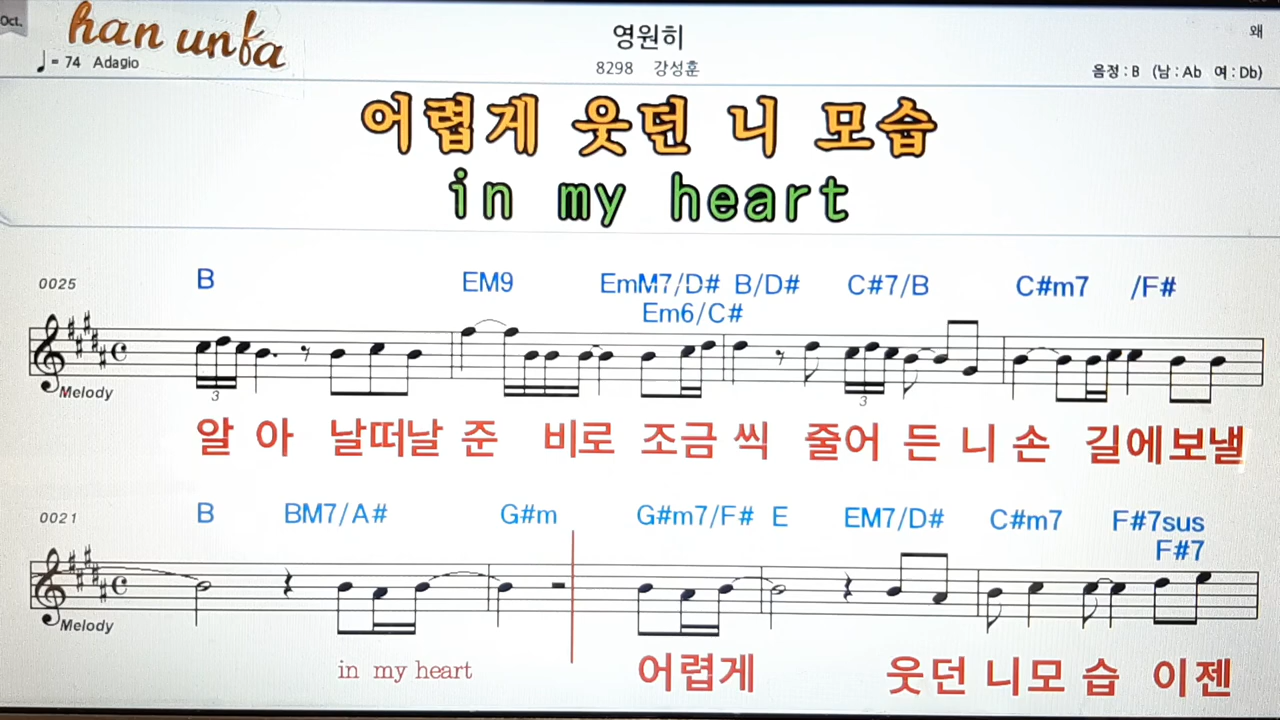 Oct.
han unfa
♩= 74 Adagio
영원히
8298 강성훈
왜
음정 : B (남 : Ab 여 : Db)
어렵게 웃던 니 모습
in my heart
0025
B EM9 EmM7/D# B/D# C#7/B C#m7 /F#
Em6/C#
3 3
Melody
알 아 날떠날 준 비로 조금 씩 줄어 든 니 손 길에보낼
0021
B BM7/A# G#m G#m7/F# E EM7/D# C#m7 F#7sus
F#7
Melody
in my heart 어렵게 웃던 니모 습 이젠